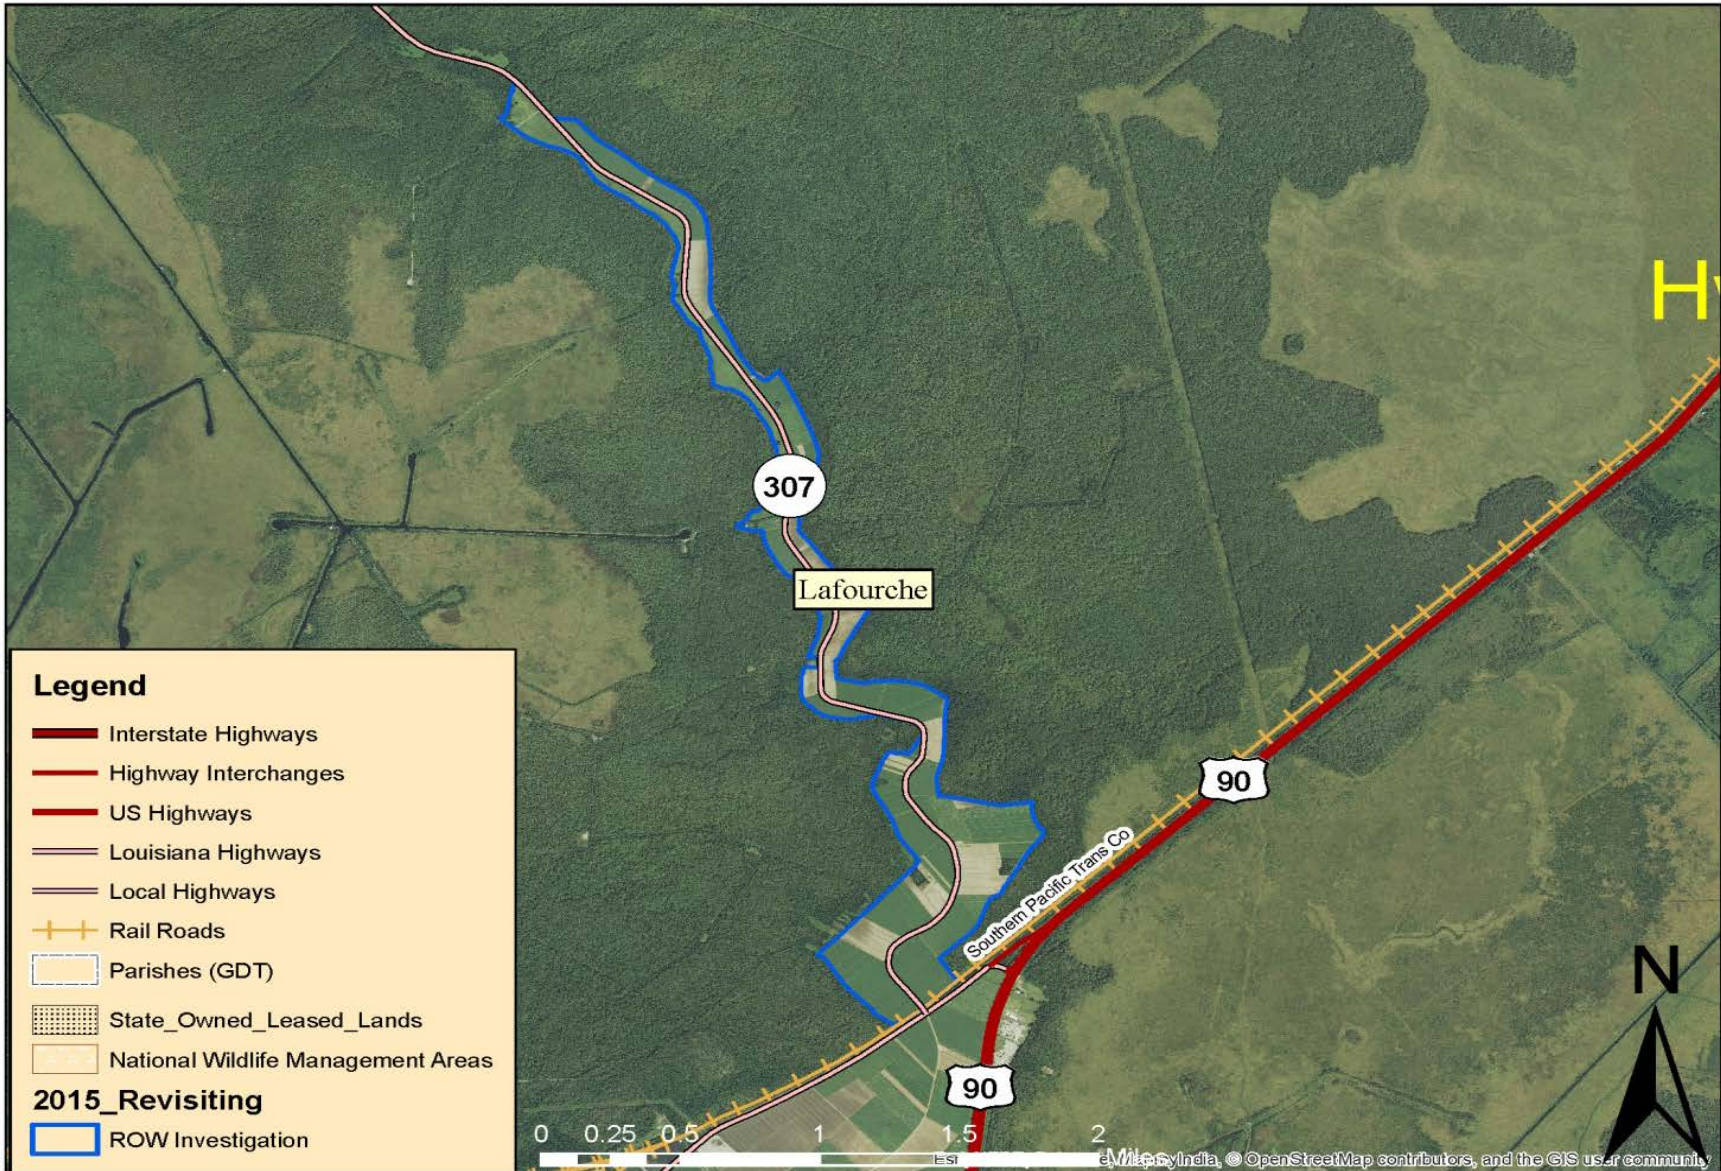 H
307
Lafourche
90
Southern Pacific Trans Co
Legend
Interstate Highways
Highway Interchanges
US Highways
Louisiana Highways
Local Highways
Rail Roads
Parishes (GDT)
State_Owned_Leased_Lands
National Wildlife Management Areas
2015_Revisiting
ROW Investigation
N
90
0 0.25 0.5 1 1.5 2
Miles
Esri
© OpenStreetMap contributors, and the GIS user community